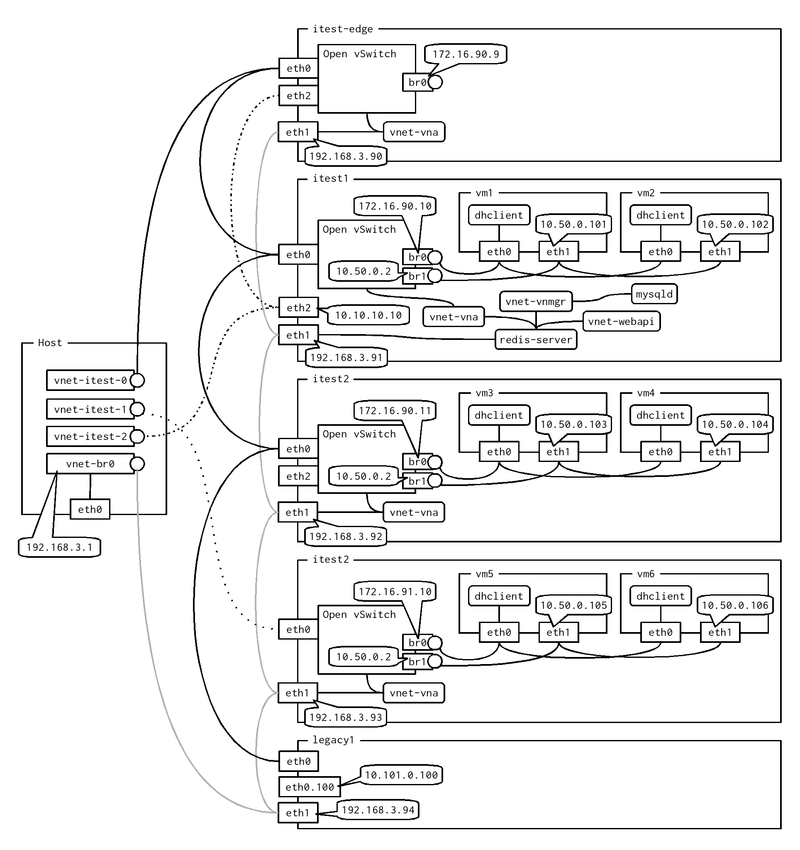 itest-edge
Open vSwitch
172.16.90.9
eth0
br0
eth2
eth1
vnet-vna
192.168.3.90
itest1
vm1
vm2
172.16.90.10
dhclient
10.50.0.101
dhclient
10.50.0.102
Open vSwitch
eth0
br0
eth0
eth1
eth0
eth1
10.50.0.2
br1
mysqld
vnet-vnmgr
eth2
10.10.10.10
vnet-vna
vnet-webapi
eth1
redis-server
192.168.3.91
Host
vnet-itest-0
vnet-itest-1
vnet-itest-2
vnet-br0
eth0
192.168.3.1
itest2
vm3
vm4
172.16.90.11
dhclient
10.50.0.103
dhclient
10.50.0.104
Open vSwitch
eth0
br0
eth0
eth1
eth0
eth1
eth2
10.50.0.2
br1
eth1
vnet-vna
192.168.3.92
itest2
vm5
vm6
172.16.91.10
dhclient
10.50.0.105
dhclient
10.50.0.106
Open vSwitch
eth0
br0
eth0
eth1
eth0
eth1
10.50.0.2
br1
eth1
vnet-vna
192.168.3.93
legacy1
eth0
eth0.100
10.101.0.100
eth1
192.168.3.94